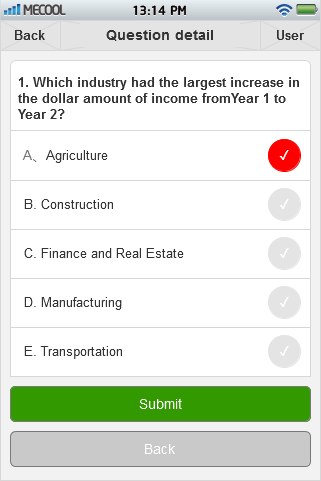 MECOOL 13:14 PM
Back Question detail User
1. Which industry had the largest increase in
the dollar amount of income fromYear 1 to
Year 2?
A、Agriculture
B. Construction
C. Finance and Real Estate
D. Manufacturing
E. Transportation
Submit
Back